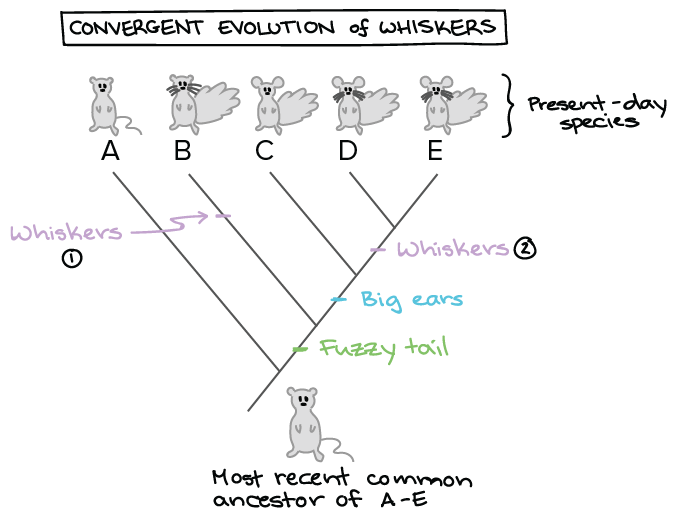 CONVERGENT EVOLUTION of WHISKERS
Present-day
species
A B C D E
Whiskers
1
Whiskers 2
Big ears
Fuzzy tail
Most recent common
ancestor of A-E